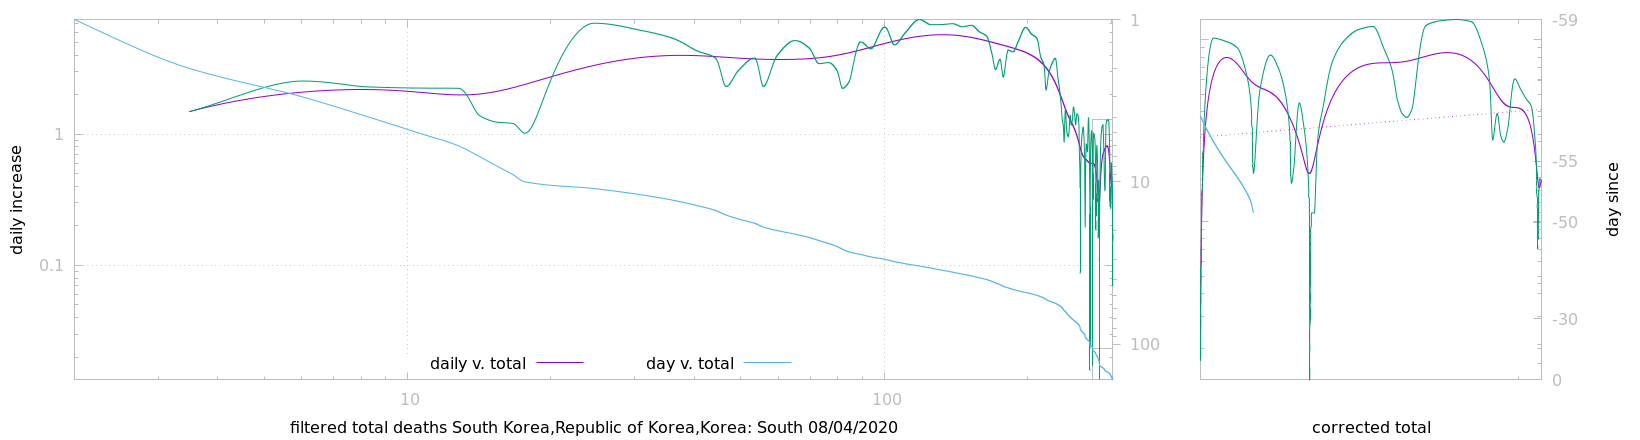 1
-59
1
-55
daily increase
10
-50
day since
0.1
-30
100
daily v. total
day v. total
0
10
100
filtered total deaths South Korea,Republic of Korea,Korea: South 08/04/2020
corrected total